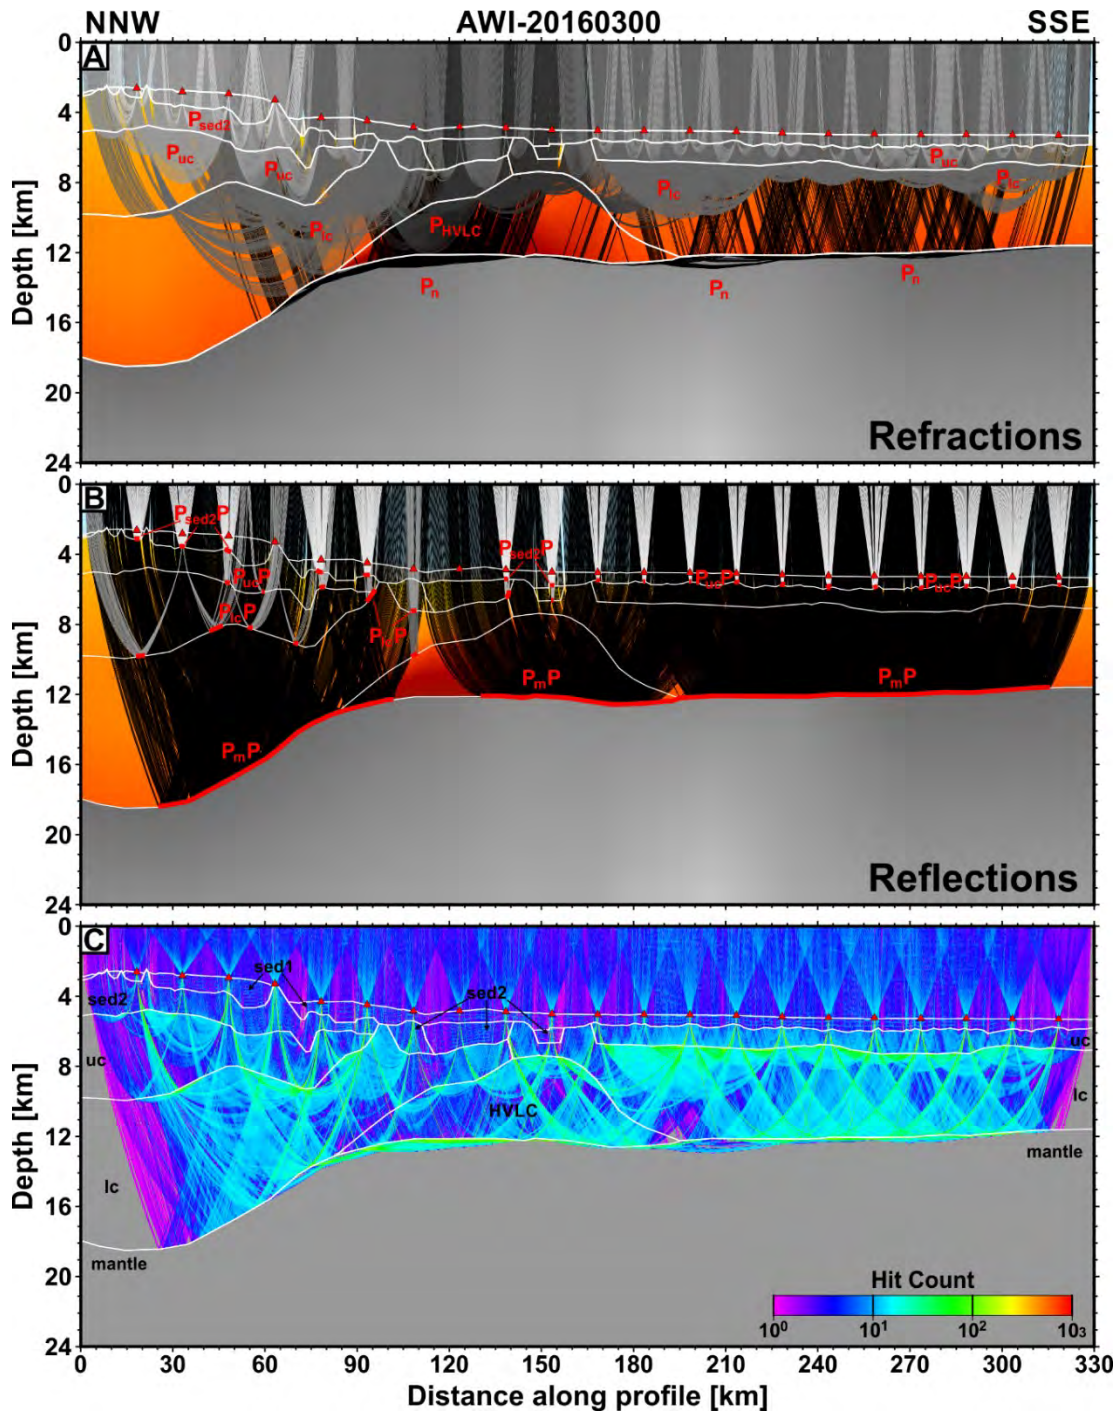 NNW AWI-20160300 SSE
A
0
4
8
12
16
20
24
Depth [km]
Psed2
Puc
Puc
Plc
PHVLC
Plc
Puc
Plc
Pn
Pn
Pn
Refractions
B
0
4
8
12
16
20
24
Depth [km]
Psed2P
PucP
PlcP
PlcP
Psed2P
PucP
PucP
PmP
PmP
PmP
Reflections
C
0
4
8
12
16
20
24
Depth [km]
sed1
sed2
sed2
uc
uc
lc
HVLC
lc
mantle
mantle
Hit Count
10⁰ 10¹ 10² 10³
0 30 60 90 120 150 180 210 240 270 300 330
Distance along profile [km]